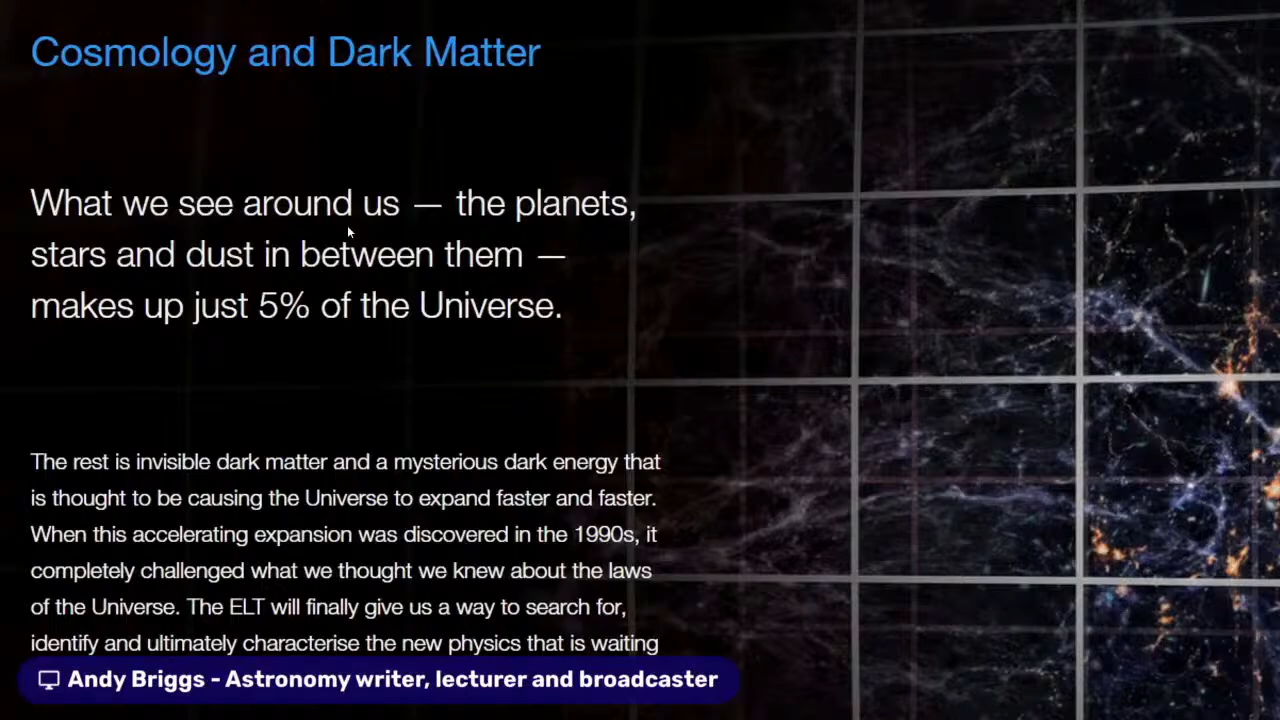 Cosmology and Dark Matter
What we see around us — the planets,
stars and dust in between them —
makes up just 5% of the Universe.
The rest is invisible dark matter and a mysterious dark energy that
is thought to be causing the Universe to expand faster and faster.
When this accelerating expansion was discovered in the 1990s, it
completely challenged what we thought we knew about the laws
of the Universe. The ELT will finally give us a way to search for,
identify and ultimately characterise the new physics that is waiting
Andy Briggs - Astronomy writer, lecturer and broadcaster